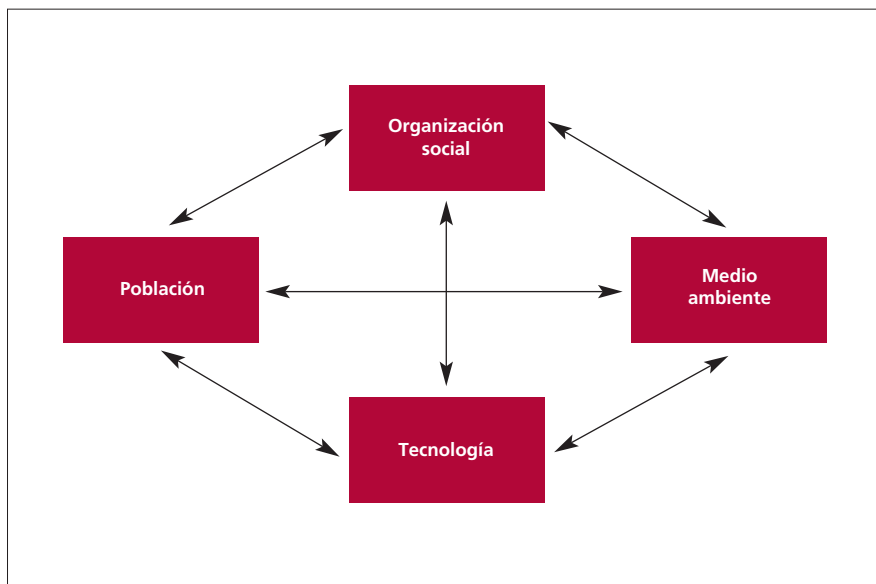 Organización
social
Población
Medio
ambiente
Tecnología